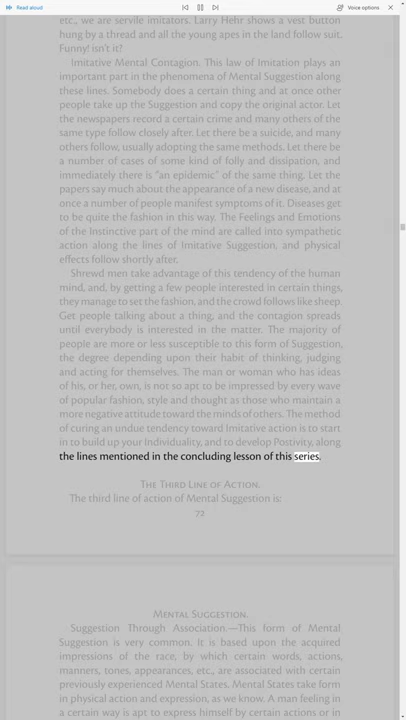 Read aloud
Voice options
etc., we are servile imitators. Larry Hehr shows a vest button
hung by a thread and all the young apes in the land follow suit.
Funny! isn't it?
Imitative Mental Contagion. This law of Imitation plays an
important part in the phenomena of Mental Suggestion along
these lines. Somebody does a certain thing and at once other
people take up the Suggestion and copy the original actor. Let
the newspapers record a certain crime and many others of the
same type follow closely after. Let there be a suicide, and many
others follow, usually adopting the same methods. Let there be
a number of cases of some kind of folly and dissipation, and
immediately there is "an epidemic" of the same thing. Let the
papers say much about the appearance of a new disease, and at
once a number of people manifest symptoms of it. Diseases get
to be quite the fashion in this way. The Feelings and Emotions
of the Instinctive part of the mind are called into sympathetic
action along the lines of Imitative Suggestion, and physical
effects follow shortly after.
Shrewd men take advantage of this tendency of the human
mind, and, by getting a few people interested in certain things,
they manage to set the fashion, and the crowd follows like sheep.
Get people talking about a thing, and the contagion spreads
until everybody is interested in the matter. The majority of
people are more or less susceptible to this form of Suggestion,
the degree depending upon their habit of thinking, judging
and acting for themselves. The man or woman who has ideas
of his, or her, own, is not so apt to be impressed by every wave
of popular fashion, style and thought as those who maintain a
more negative attitude toward the minds of others. The method
of curing an undue tendency toward Imitative action is to start
in to build up your Individuality, and to develop Postivity, along
the lines mentioned in the concluding lesson of this series.
The Third Line of Action.
The third line of action of Mental Suggestion is:
72
Mental Suggestion.
Suggestion Through Association.—This form of Mental
Suggestion is very common. It is based upon the acquired
impressions of the race, by which certain words, actions,
manners, tones, appearances, etc., are associated with certain
previously experienced Mental States. Mental States take form
in physical action and expression, as we know. A man feeling in
a certain way is apt to express himself by certain actions or in